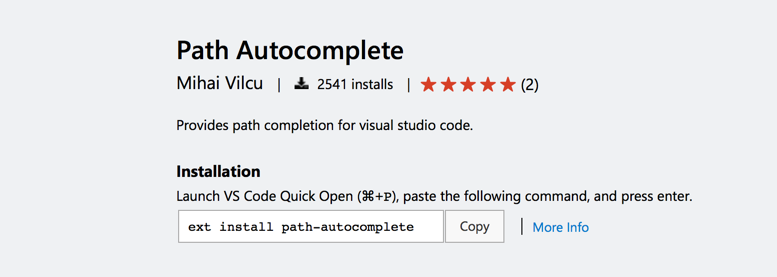 Path Autocomplete
Mihai Vilcu | 2541 installs | ★★★★★ (2)
Provides path completion for visual studio code.
Installation
Launch VS Code Quick Open (⌘+P), paste the following command, and press enter.
ext install path-autocomplete Copy | More Info